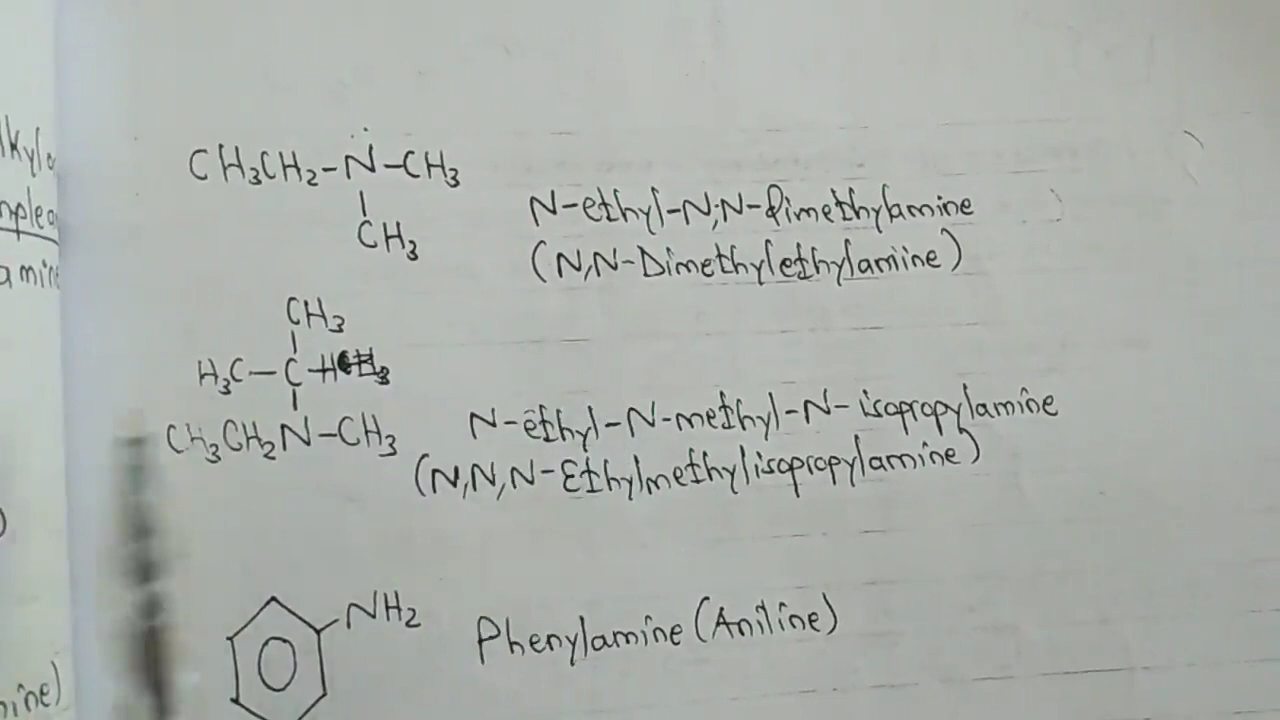 CH₃CH₂-N̈-CH₃
CH₃
N-ethyl-N,N-Dimethylamine
(N,N-Dimethylethylamine)
CH₃
H₃C-C-H
CH₃CH₂N-CH₃
N-ethyl-N-methyl-N-isopropylamine
(N,N,N-Ethylmethylisopropylamine)
NH₂
Phenylamine (Aniline)